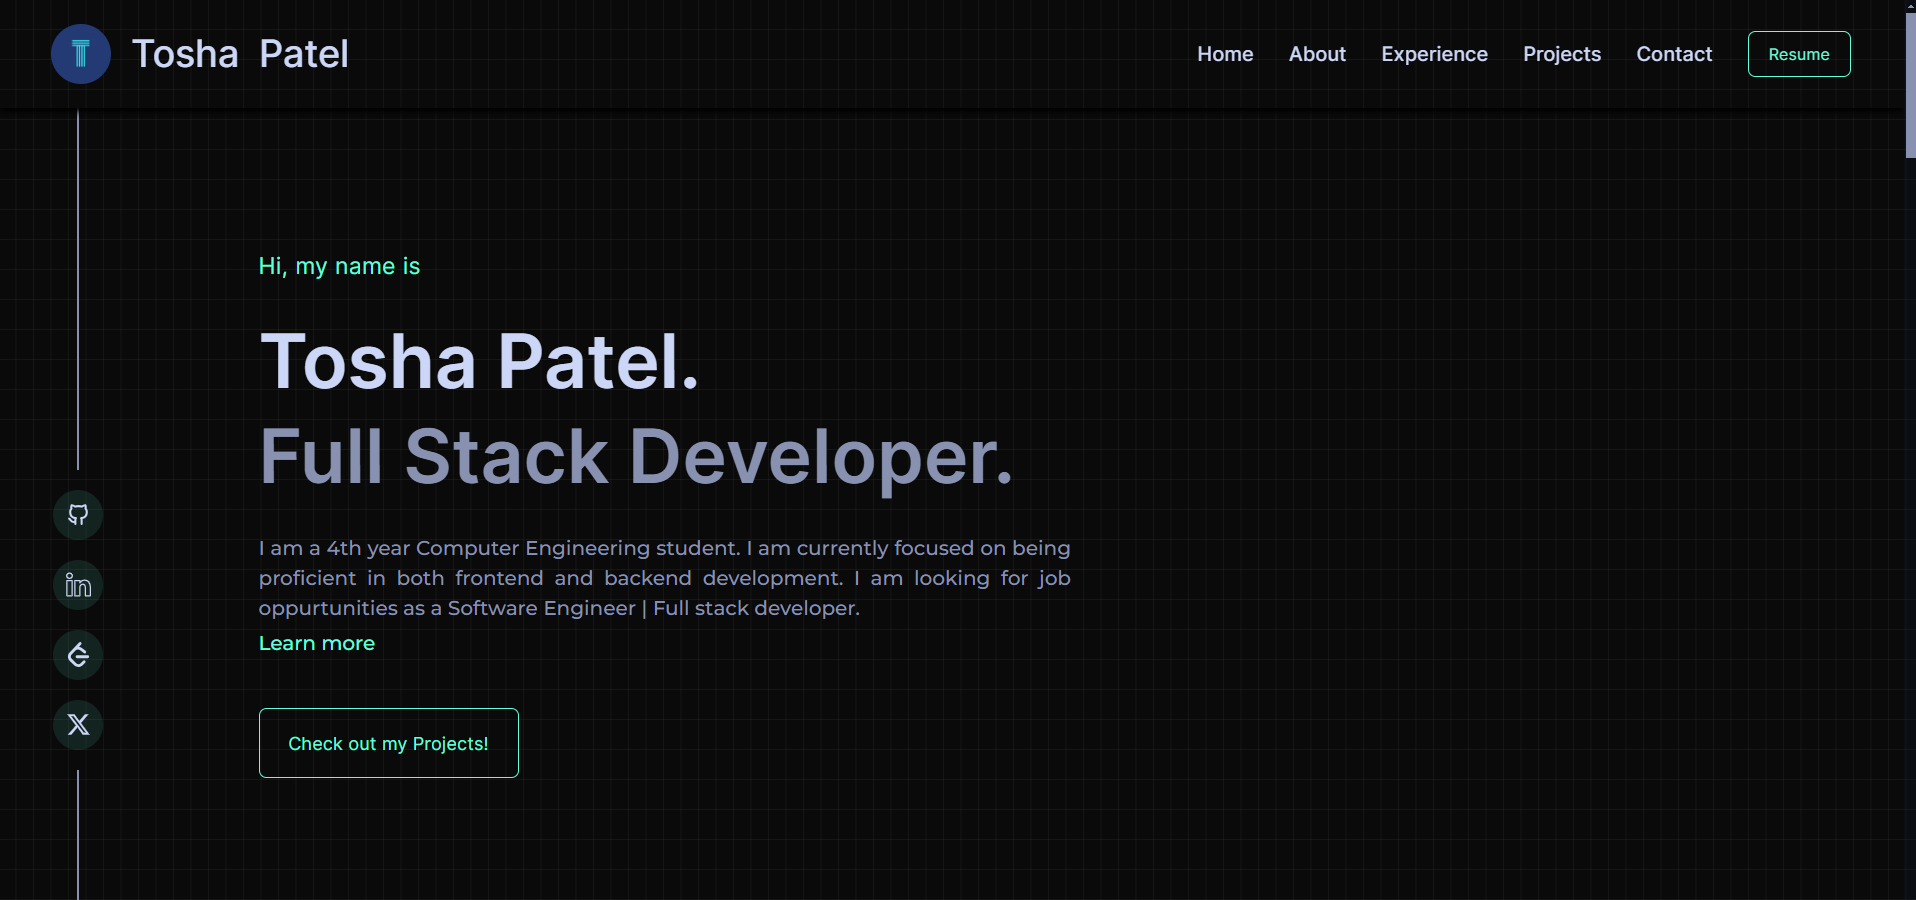 T
Tosha Patel
Home About Experience Projects Contact Resume
Hi, my name is
Tosha Patel.
Full Stack Developer.
I am a 4th year Computer Engineering student. I am currently focused on being
proficient in both frontend and backend development. I am looking for job
oppurtunities as a Software Engineer | Full stack developer.
Learn more
in
X
Check out my Projects!